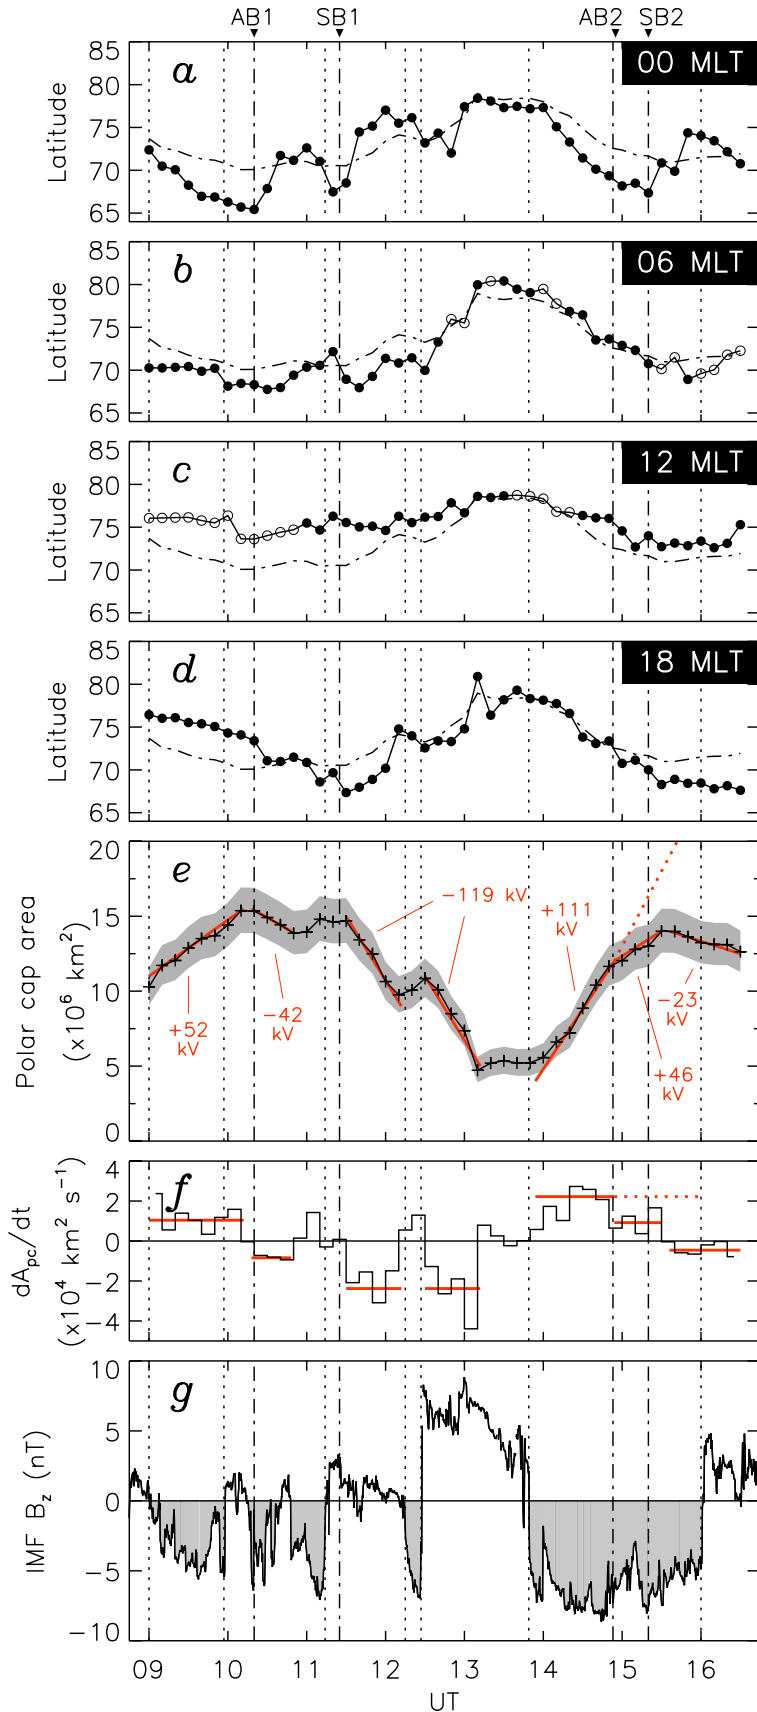 AB1 SB1 AB2 SB2
a 00 MLT
85
80
75
70
65
Latitude
b 06 MLT
85
80
75
70
65
Latitude
c 12 MLT
85
80
75
70
65
Latitude
d 18 MLT
85
80
75
70
65
Latitude
e
20
15
10
5
0
Polar cap area
(x10⁶ km²)
+52
kV
−42
kV
−119 kV
+111
kV
+46
kV
−23
kV
f
4
2
0
−2
−4
dA_pc/dt
(x10⁴ km² s⁻¹)
g
10
5
0
−5
−10
IMF B_z (nT)
09 10 11 12 13 14 15 16
UT